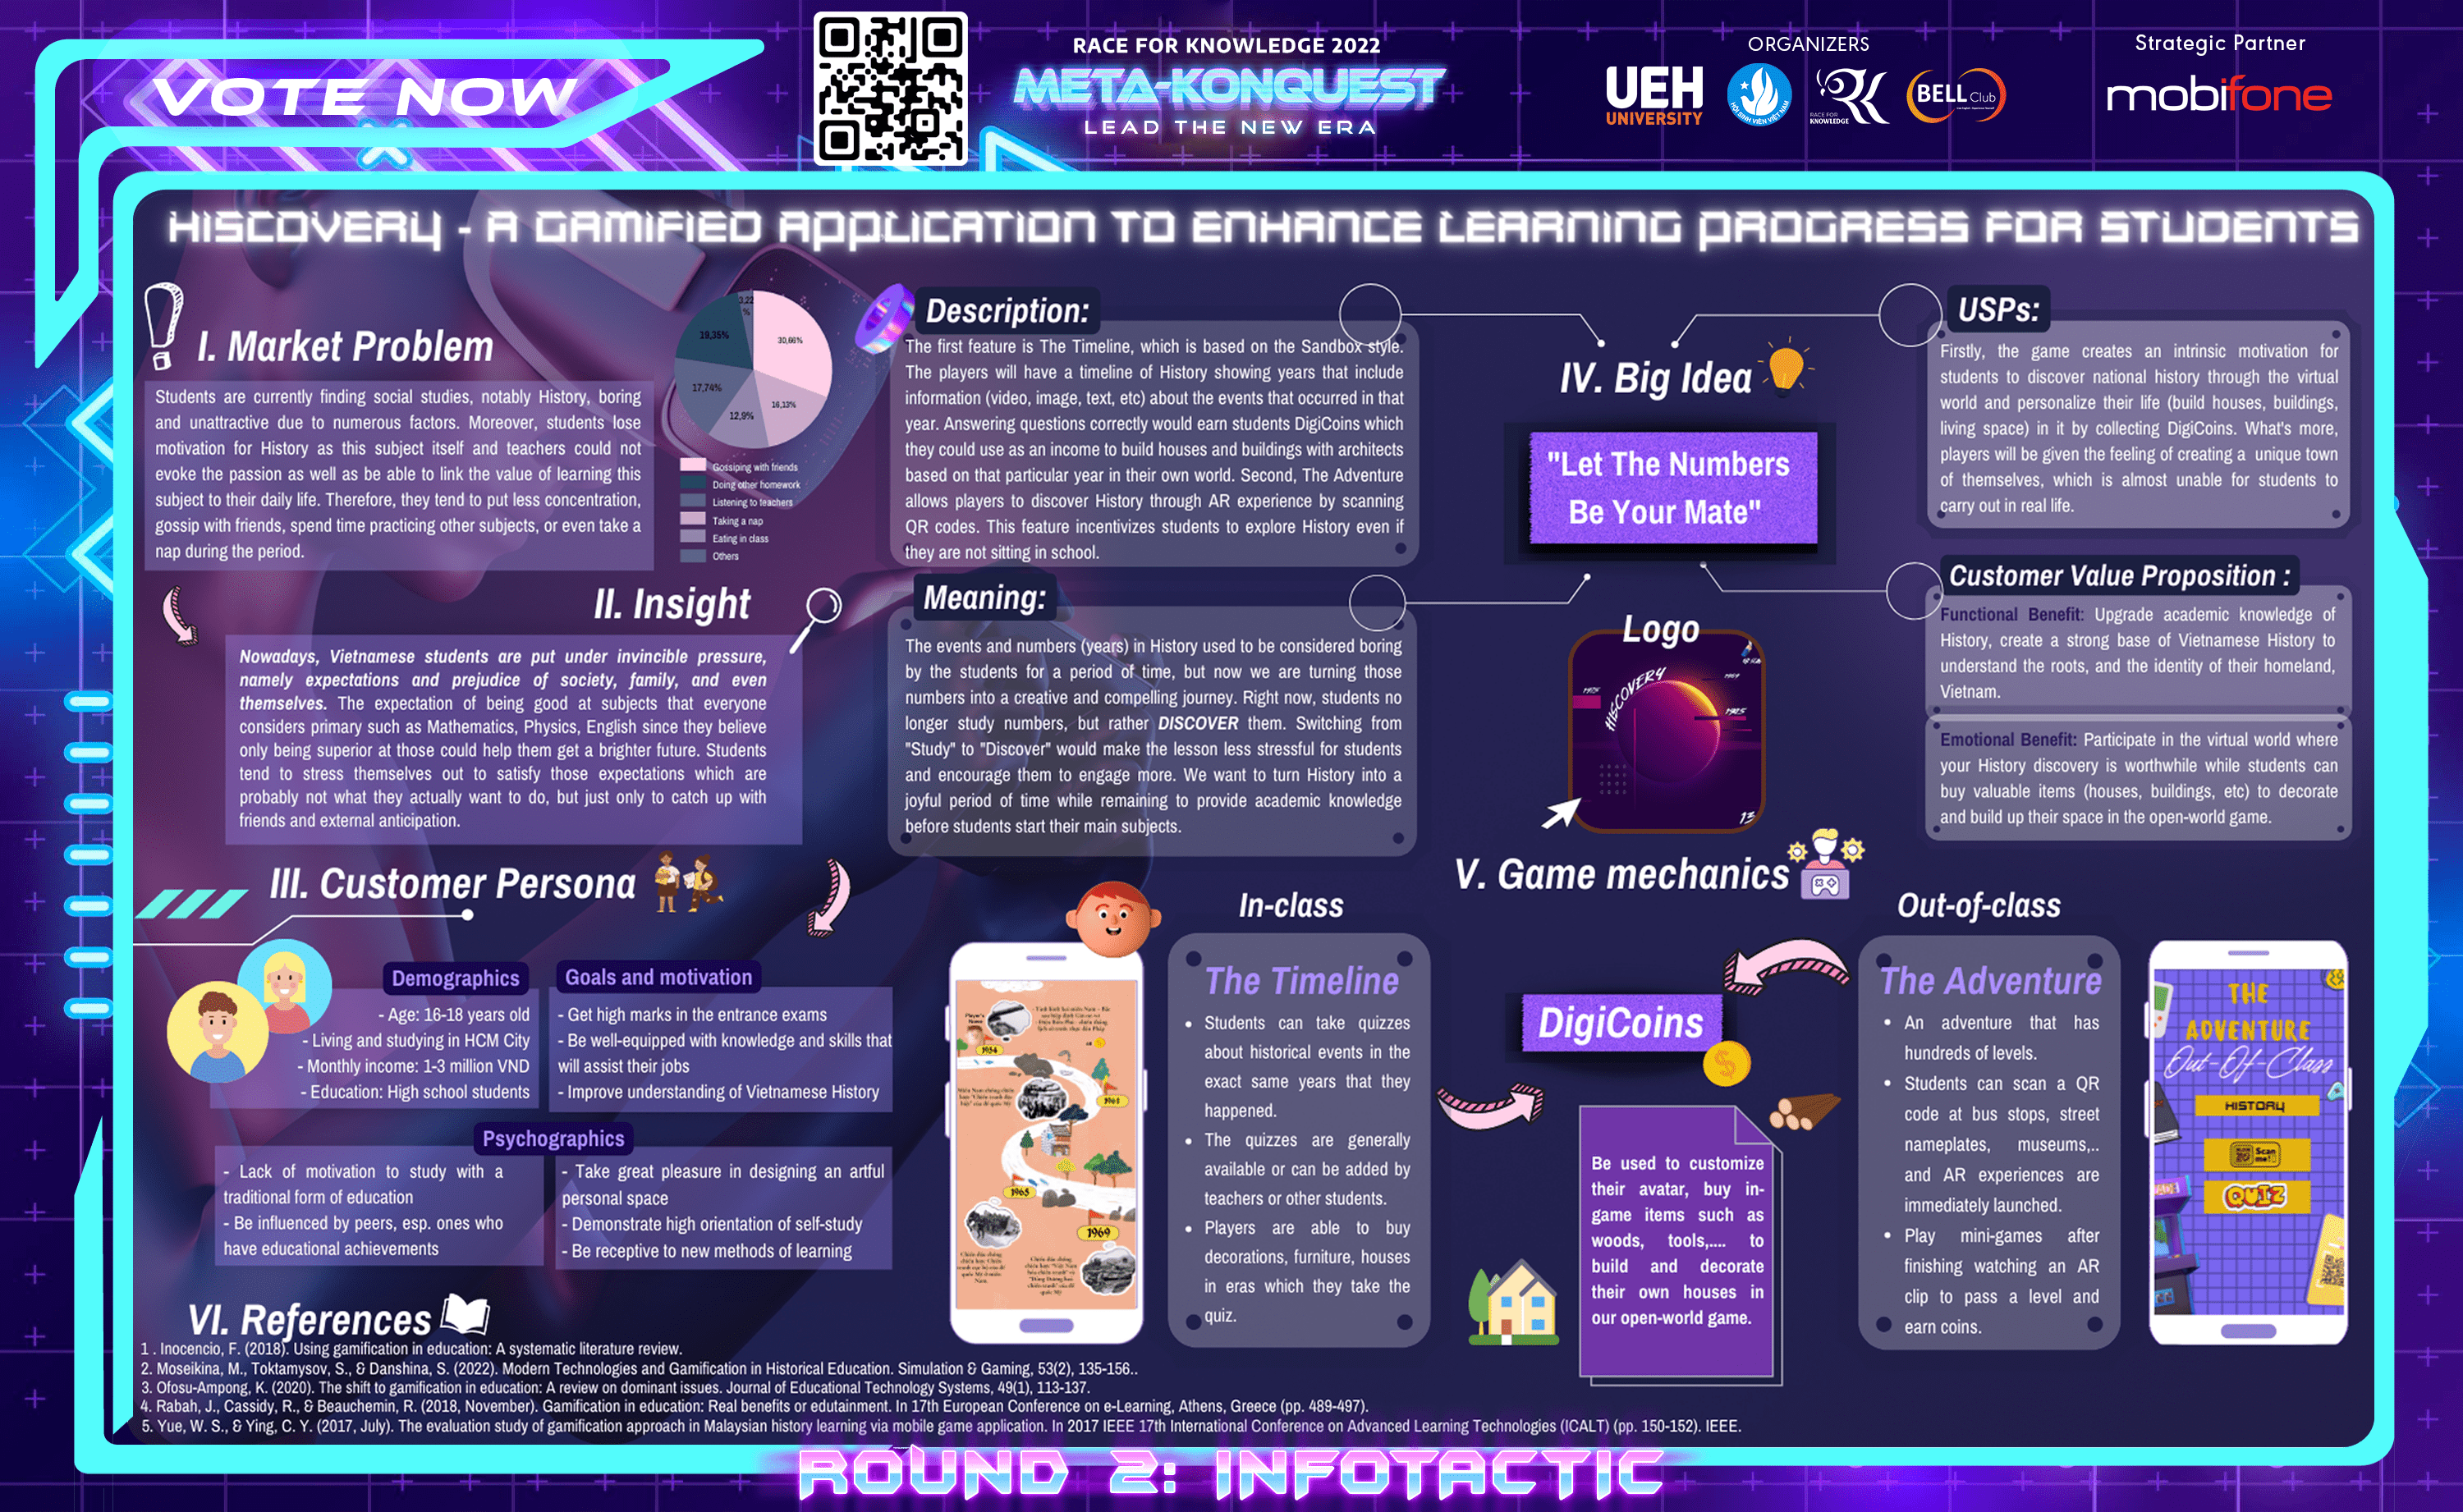 VOTE NOW
RACE FOR KNOWLEDGE 2022
META-KONQUEST
LEAD THE NEW ERA
ORGANIZERS
UEH
UNIVERSITY
HỘI SINH VIÊN VIỆT NAM
RACE FOR
KNOWLEDGE
BELL Club
Strategic Partner
mobifone
HISCOVERY - A GAMIFIED APPLICATION TO ENHANCE LEARNING PROGRESS FOR STUDENTS
I. Market Problem
Students are currently finding social studies, notably History, boring
and unattractive due to numerous factors. Moreover, students lose
motivation for History as this subject itself and teachers could not
evoke the passion as well as be able to link the value of learning this
subject to their daily life. Therefore, they tend to put less concentration,
gossip with friends, spend time practicing other subjects, or even take a
nap during the period.
3,22
%
19,35%
30,66%
17,74%
12,9%
16,13%
Gossiping with friends
Doing other homework
Listening to teachers
Taking a nap
Eating in class
Others
II. Insight
Nowadays, Vietnamese students are put under invincible pressure,
namely expectations and prejudice of society, family, and even
themselves. The expectation of being good at subjects that everyone
considers primary such as Mathematics, Physics, English since they believe
only being superior at those could help them get a brighter future. Students
tend to stress themselves out to satisfy those expectations which are
probably not what they actually want to do, but just only to catch up with
friends and external anticipation.
III. Customer Persona
Demographics
- Age: 16-18 years old
- Living and studying in HCM City
- Monthly income: 1-3 million VND
- Education: High school students
Goals and motivation
- Get high marks in the entrance exams
- Be well-equipped with knowledge and skills that
will assist their jobs
- Improve understanding of Vietnamese History
Psychographics
- Lack of motivation to study with a
traditional form of education
- Be influenced by peers, esp. ones who
have educational achievements
- Take great pleasure in designing an artful
personal space
- Demonstrate high orientation of self-study
- Be receptive to new methods of learning
Description:
The first feature is The Timeline, which is based on the Sandbox style.
The players will have a timeline of History showing years that include
information (video, image, text, etc) about the events that occurred in that
year. Answering questions correctly would earn students DigiCoins which
they could use as an income to build houses and buildings with architects
based on that particular year in their own world. Second, The Adventure
allows players to discover History through AR experience by scanning
QR codes. This feature incentivizes students to explore History even if
they are not sitting in school.
Meaning:
The events and numbers (years) in History used to be considered boring
by the students for a period of time, but now we are turning those
numbers into a creative and compelling journey. Right now, students no
longer study numbers, but rather DISCOVER them. Switching from
"Study" to "Discover" would make the lesson less stressful for students
and encourage them to engage more. We want to turn History into a
joyful period of time while remaining to provide academic knowledge
before students start their main subjects.
IV. Big Idea
"Let The Numbers
Be Your Mate"
Logo
HISCOVERY
1975
1925
13
USPs:
Firstly, the game creates an intrinsic motivation for
students to discover national history through the virtual
world and personalize their life (build houses, buildings,
living space) in it by collecting DigiCoins. What's more,
players will be given the feeling of creating a unique town
of themselves, which is almost unable for students to
carry out in real life.
Customer Value Proposition :
Functional Benefit: Upgrade academic knowledge of
History, create a strong base of Vietnamese History to
understand the roots, and the identity of their homeland,
Vietnam.
Emotional Benefit: Participate in the virtual world where
your History discovery is worthwhile while students can
buy valuable items (houses, buildings, etc) to decorate
and build up their space in the open-world game.
V. Game mechanics
In-class
The Timeline
• Students can take quizzes
about historical events in the
exact same years that they
happened.
• The quizzes are generally
available or can be added by
teachers or other students.
• Players are able to buy
decorations, furniture, houses
in eras which they take the
quiz.
1954
1961
1965
1969
DigiCoins
Be used to customize
their avatar, buy in-
game items such as
woods, tools,.... to
build and decorate
their own houses in
our open-world game.
Out-of-class
The Adventure
• An adventure that has
hundreds of levels.
• Students can scan a QR
code at bus stops, street
nameplates, museums,..
and AR experiences are
immediately launched.
• Play mini-games after
finishing watching an AR
clip to pass a level and
earn coins.
THE
ADVENTURE
Out-Of-Class
HISTORY
Scan
me!
QUIZ
VI. References
1 . Inocencio, F. (2018). Using gamification in education: A systematic literature review.
2. Moseikina, M., Toktamysov, S., & Danshina, S. (2022). Modern Technologies and Gamification in Historical Education. Simulation & Gaming, 53(2), 135-156..
3. Ofosu-Ampong, K. (2020). The shift to gamification in education: A review on dominant issues. Journal of Educational Technology Systems, 49(1), 113-137.
4. Rabah, J., Cassidy, R., & Beauchemin, R. (2018, November). Gamification in education: Real benefits or edutainment. In 17th European Conference on e-Learning, Athens, Greece (pp. 489-497).
5. Yue, W. S., & Ying, C. Y. (2017, July). The evaluation study of gamification approach in Malaysian history learning via mobile game application. In 2017 IEEE 17th International Conference on Advanced Learning Technologies (ICALT) (pp. 150-152). IEEE.
ROUND 2: INFOTACTIC